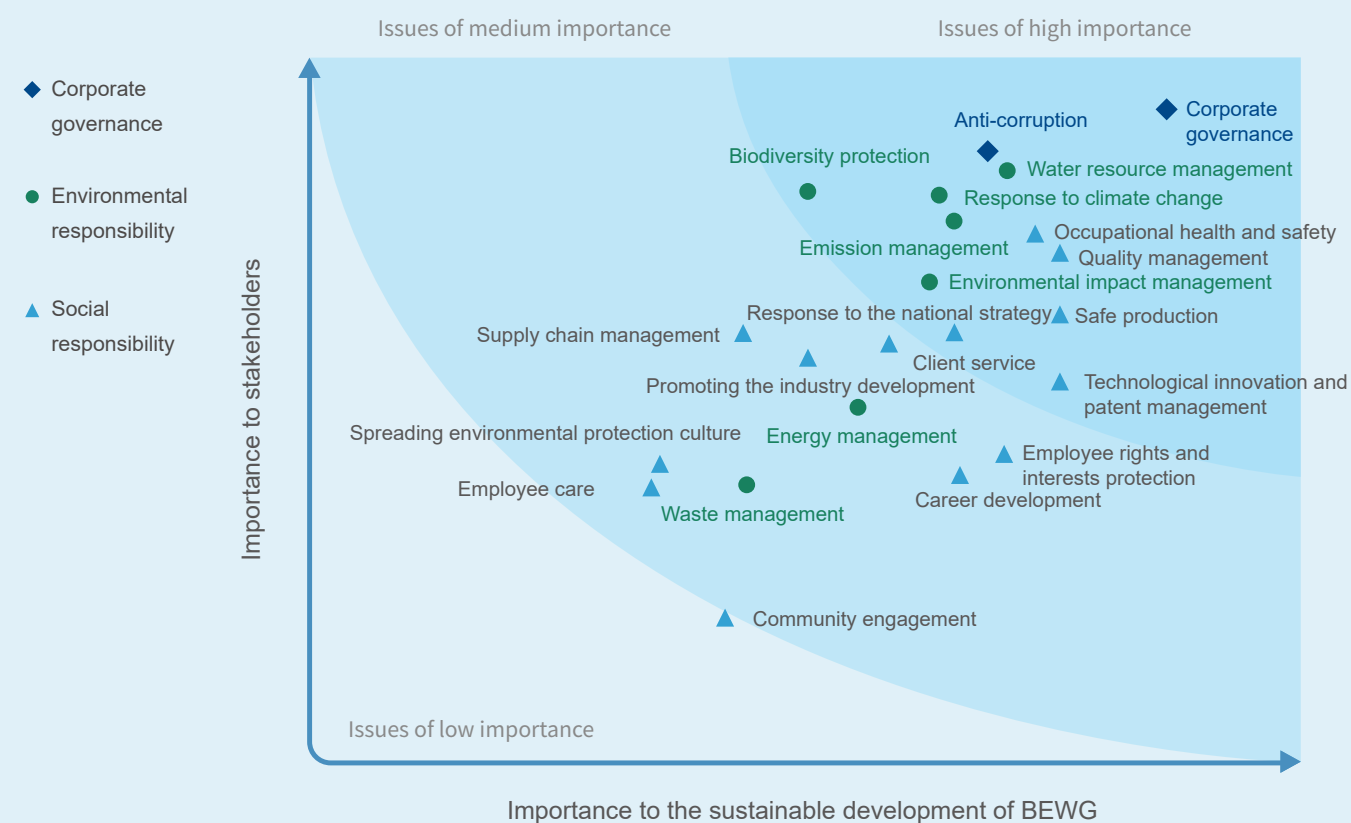 Issues of medium importance
Issues of high importance
Corporate
governance
Environmental
responsibility
Social
responsibility
Importance to stakeholders
Corporate
governance
Anti-corruption
Biodiversity protection
Water resource management
Response to climate change
Occupational health and safety
Emission management
Quality management
Environmental impact management
Response to the national strategy
Safe production
Supply chain management
Client service
Promoting the industry development
Technological innovation and
patent management
Spreading environmental protection culture
Energy management
Employee rights and
interests protection
Employee care
Career development
Waste management
Community engagement
Issues of low importance
Importance to the sustainable development of BEWG